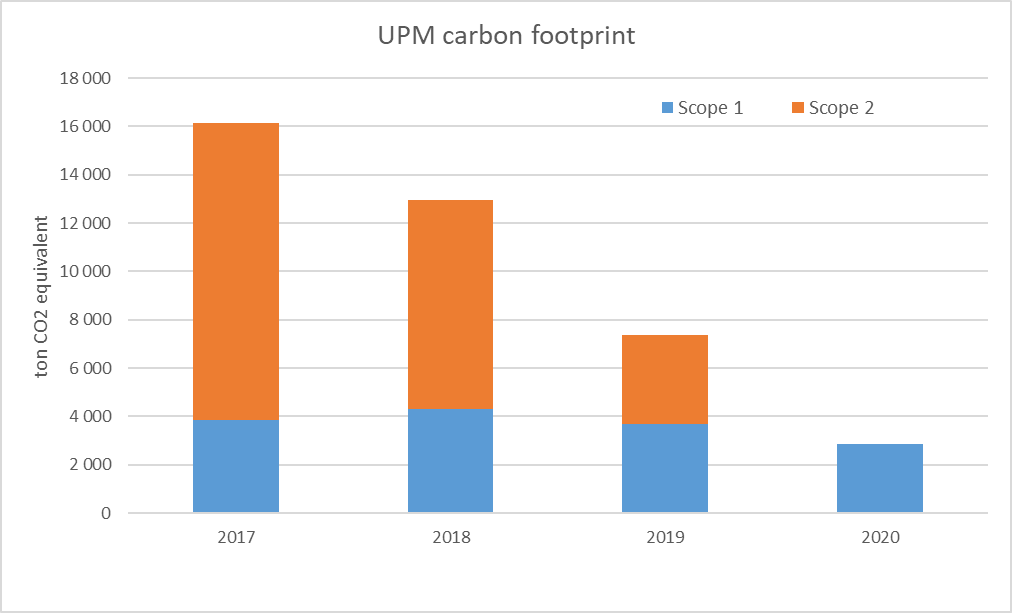 UPM carbon footprint
18 000
16 000
14 000
12 000
10 000
8 000
6 000
4 000
2 000
0
ton CO2 equivalent
Scope 1 Scope 2
2017 2018 2019 2020